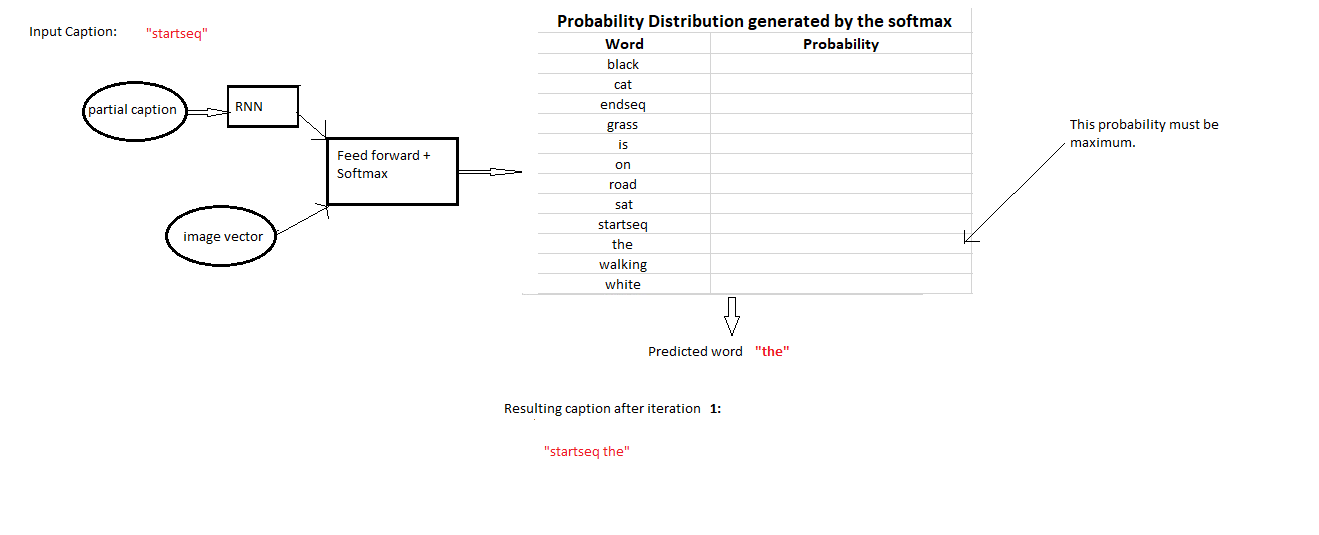 Input Caption: "startseq"
partial caption
RNN
Feed forward +
Softmax
image vector
Probability Distribution generated by the softmax
Word Probability
black
cat
endseq
grass
is
on
road
sat
startseq
the
walking
white
This probability must be
maximum.
Predicted word "the"
Resulting caption after iteration 1:
"startseq the"